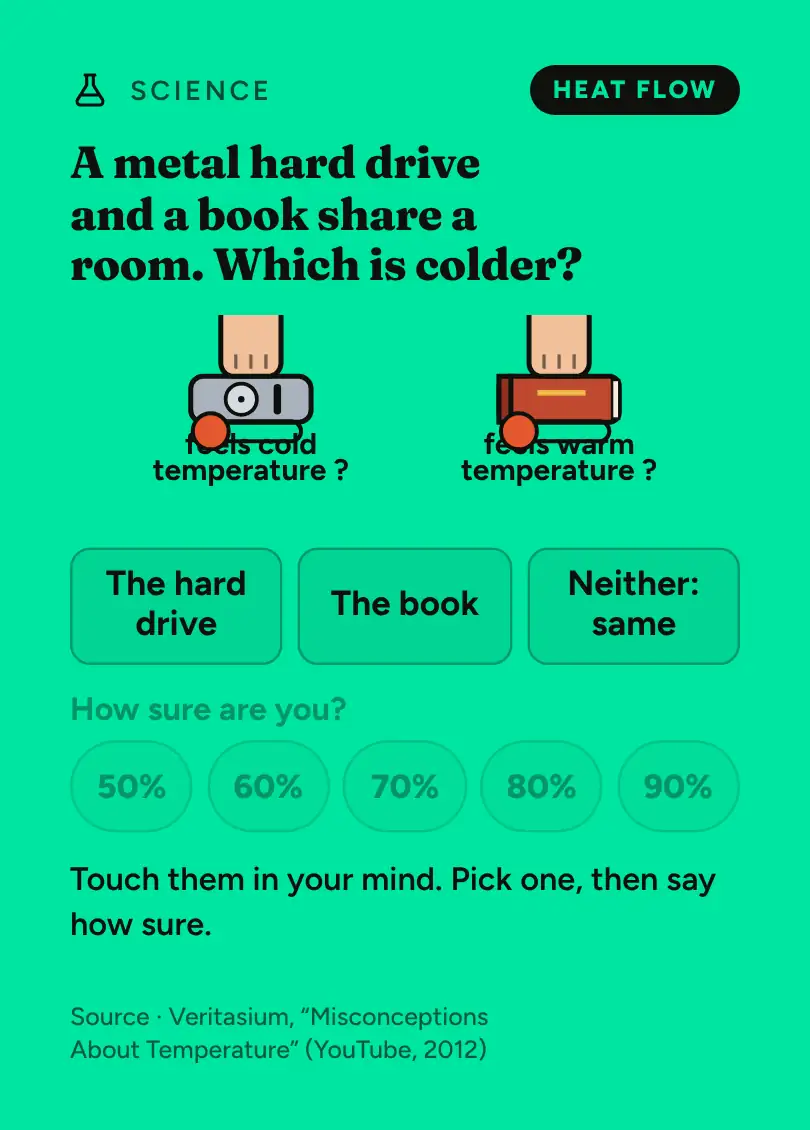 SCIENCE
HEAT FLOW
A metal hard drive
and a book share a
room. Which is colder?
feels cold
temperature ?
feels warm
temperature ?
The hard
drive
The book
Neither:
same
How sure are you?
50%
60%
70%
80%
90%
Touch them in your mind. Pick one, then say
how sure.
Source · Veritasium, “Misconceptions
About Temperature” (YouTube, 2012)